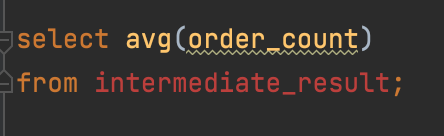 select avg(order_count)
from intermediate_result;